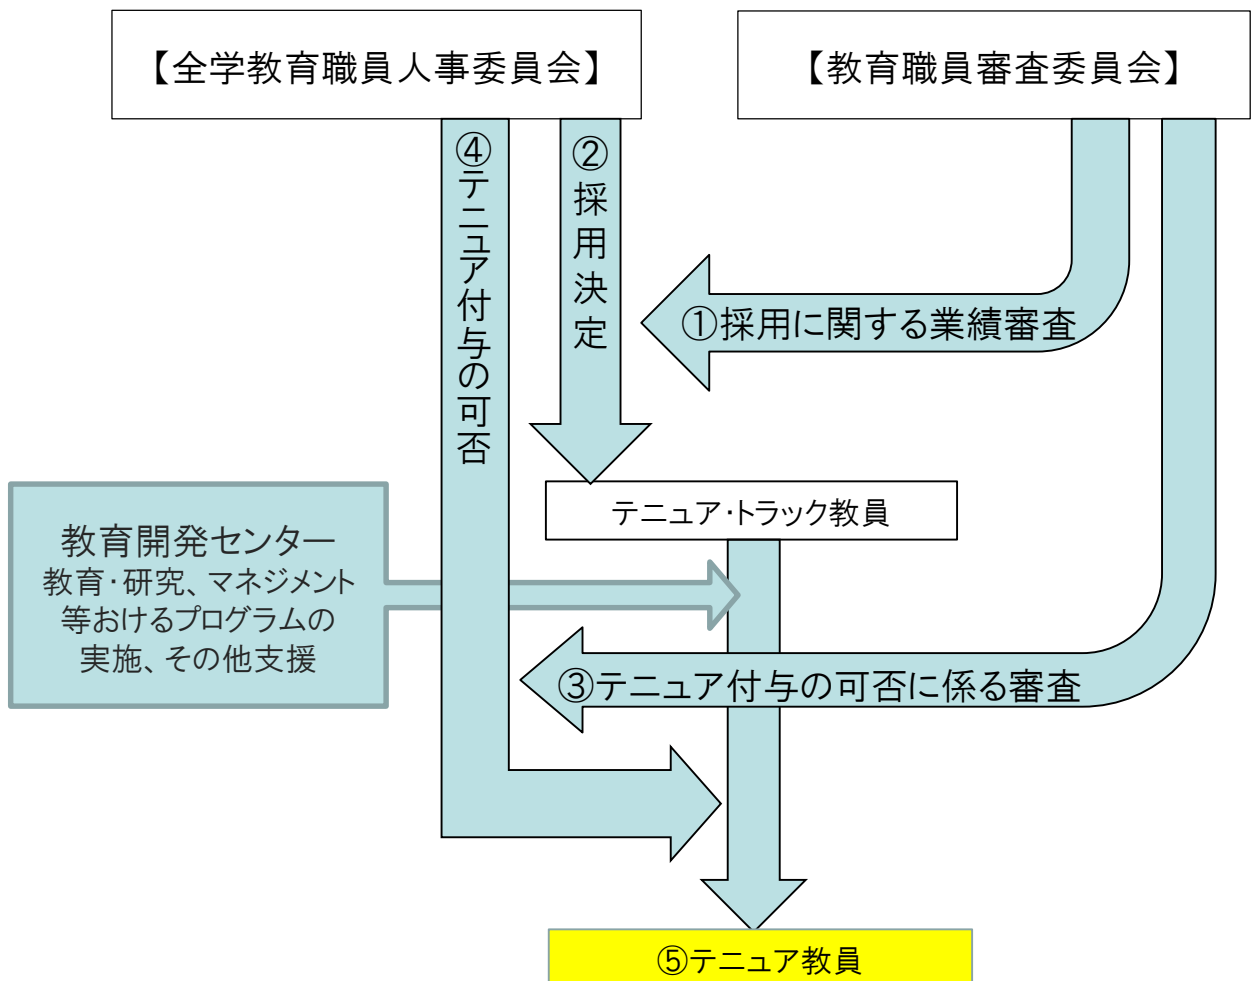 【全学教育職員人事委員会】
【教育職員審査委員会】
④テニュア付与の可否
②採用決定
①採用に関する業績審査
テニュア・トラック教員
教育開発センター
教育・研究、マネジメント
等おけるプログラムの
実施、その他支援
③テニュア付与の可否に係る審査
⑤テニュア教員